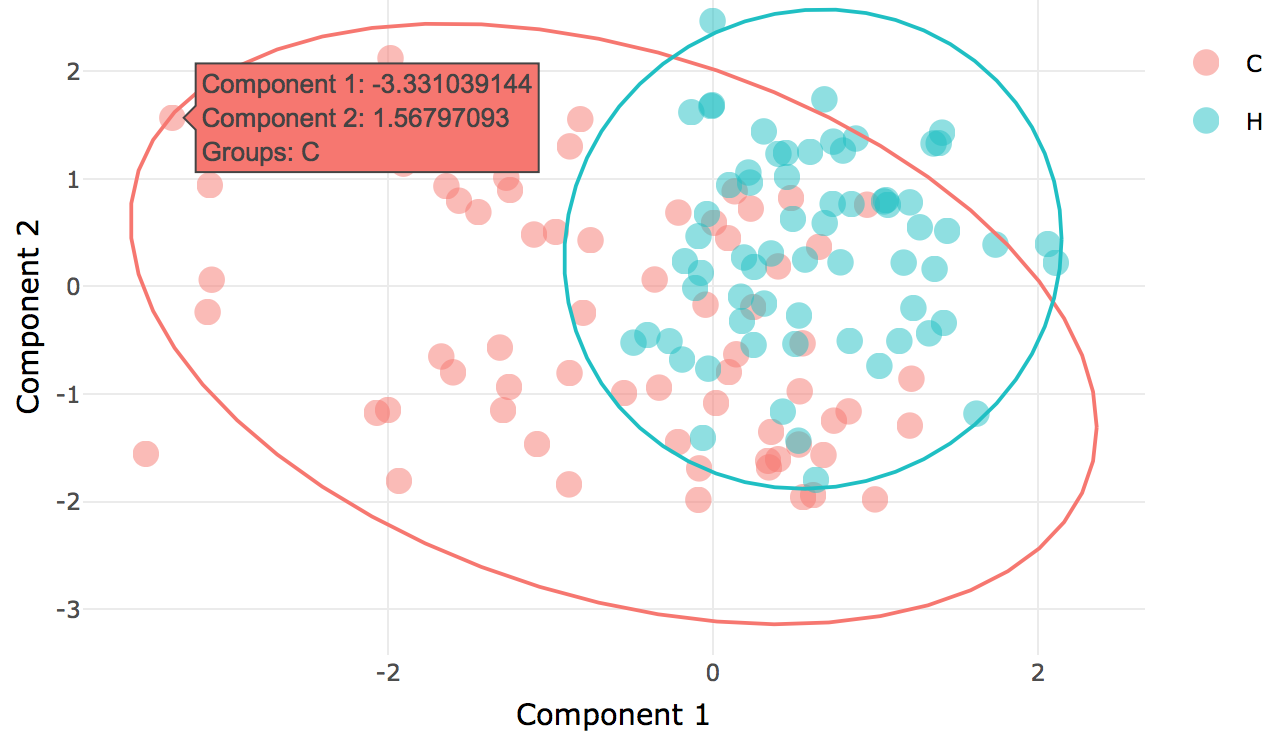 Component 1: -3.331039144
Component 2: 1.56797093
Groups: C
C
H
Component 2
2
1
0
-1
-2
-3
-2
0
2
Component 1